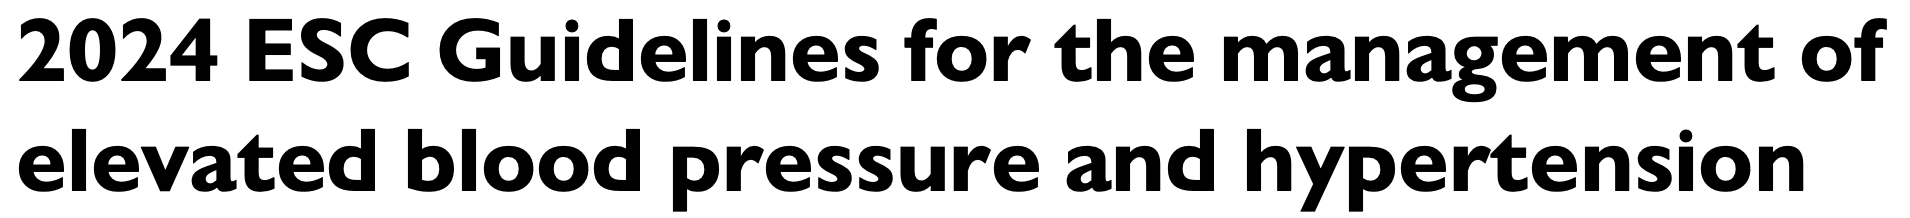 2024 ESC Guidelines for the management of
elevated blood pressure and hypertension